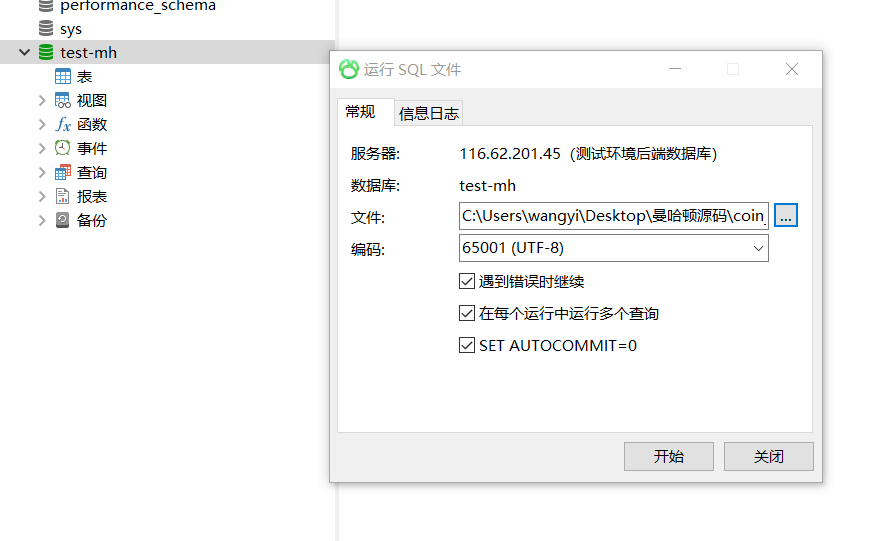 performance_schema
sys
test-mh
表
视图
函数
事件
查询
报表
备份
运行 SQL 文件
常规
信息日志
服务器:
116.62.201.45（测试环境后端数据库）
数据库:
test-mh
文件:
C:\Users\wangyi\Desktop\曼哈顿源码\coin_
...
编码:
65001 (UTF-8)
遇到错误时继续
在每个运行中运行多个查询
SET AUTOCOMMIT=0
开始
关闭